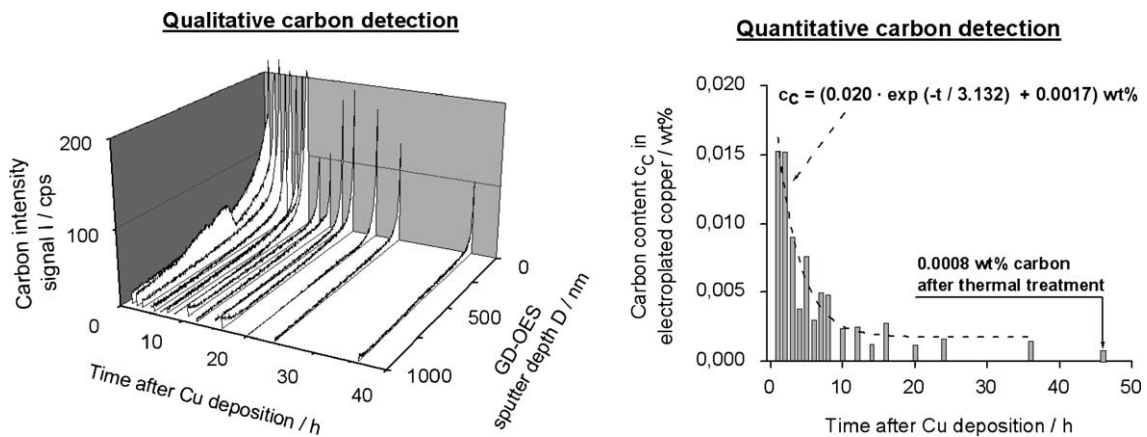 Qualitative carbon detection
200
100
0
Carbon intensity
signal I / cps
10
20
30
40
Time after Cu deposition / h
0
500
1000
GD-OES
sputter depth D / nm
Quantitative carbon detection
0,020
0,015
0,010
0,005
0,000
Carbon content c_C in
electroplated copper / wt%
c_C = (0.020 · exp (-t / 3.132) + 0.0017) wt%
0.0008 wt% carbon
after thermal treatment
0 10 20 30 40 50
Time after Cu deposition / h